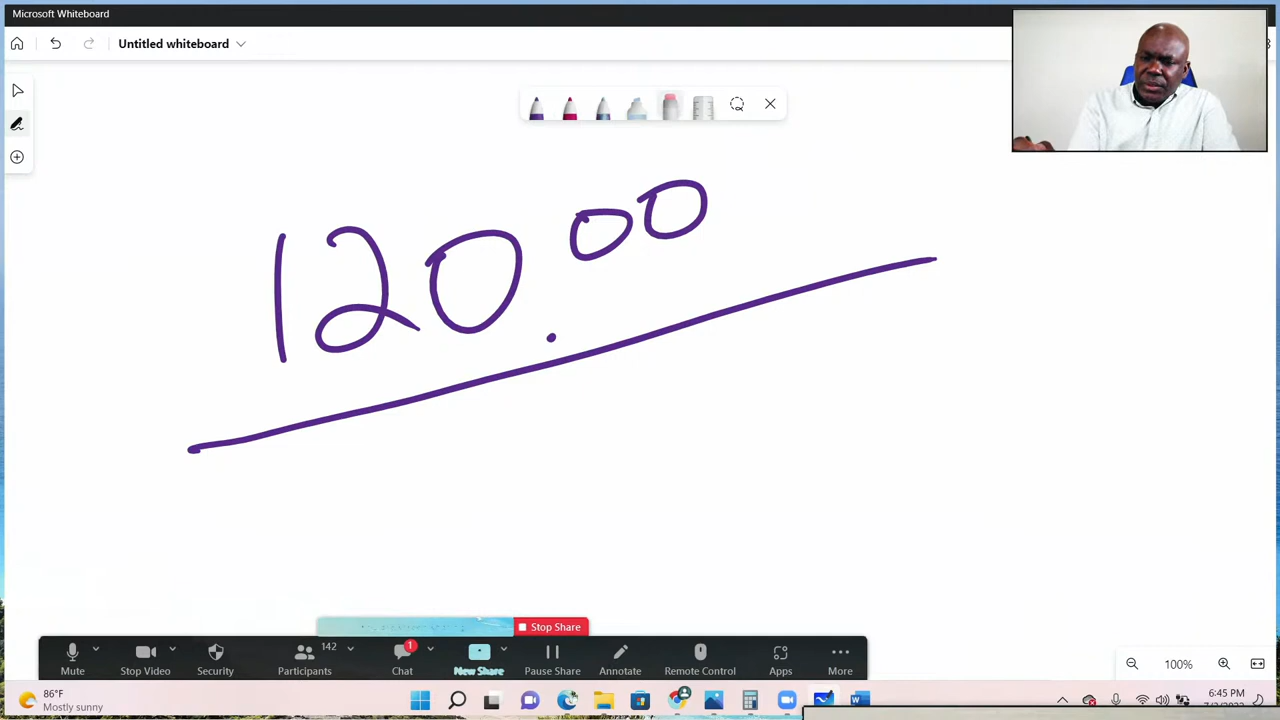 Microsoft Whiteboard
Untitled whiteboard
120.00
Stop Share
142
1
Mute
Stop Video
Security
Participants
Chat
New Share
Pause Share
Annotate
Remote Control
Apps
More
100%
86°F
Mostly sunny
6:45 PM